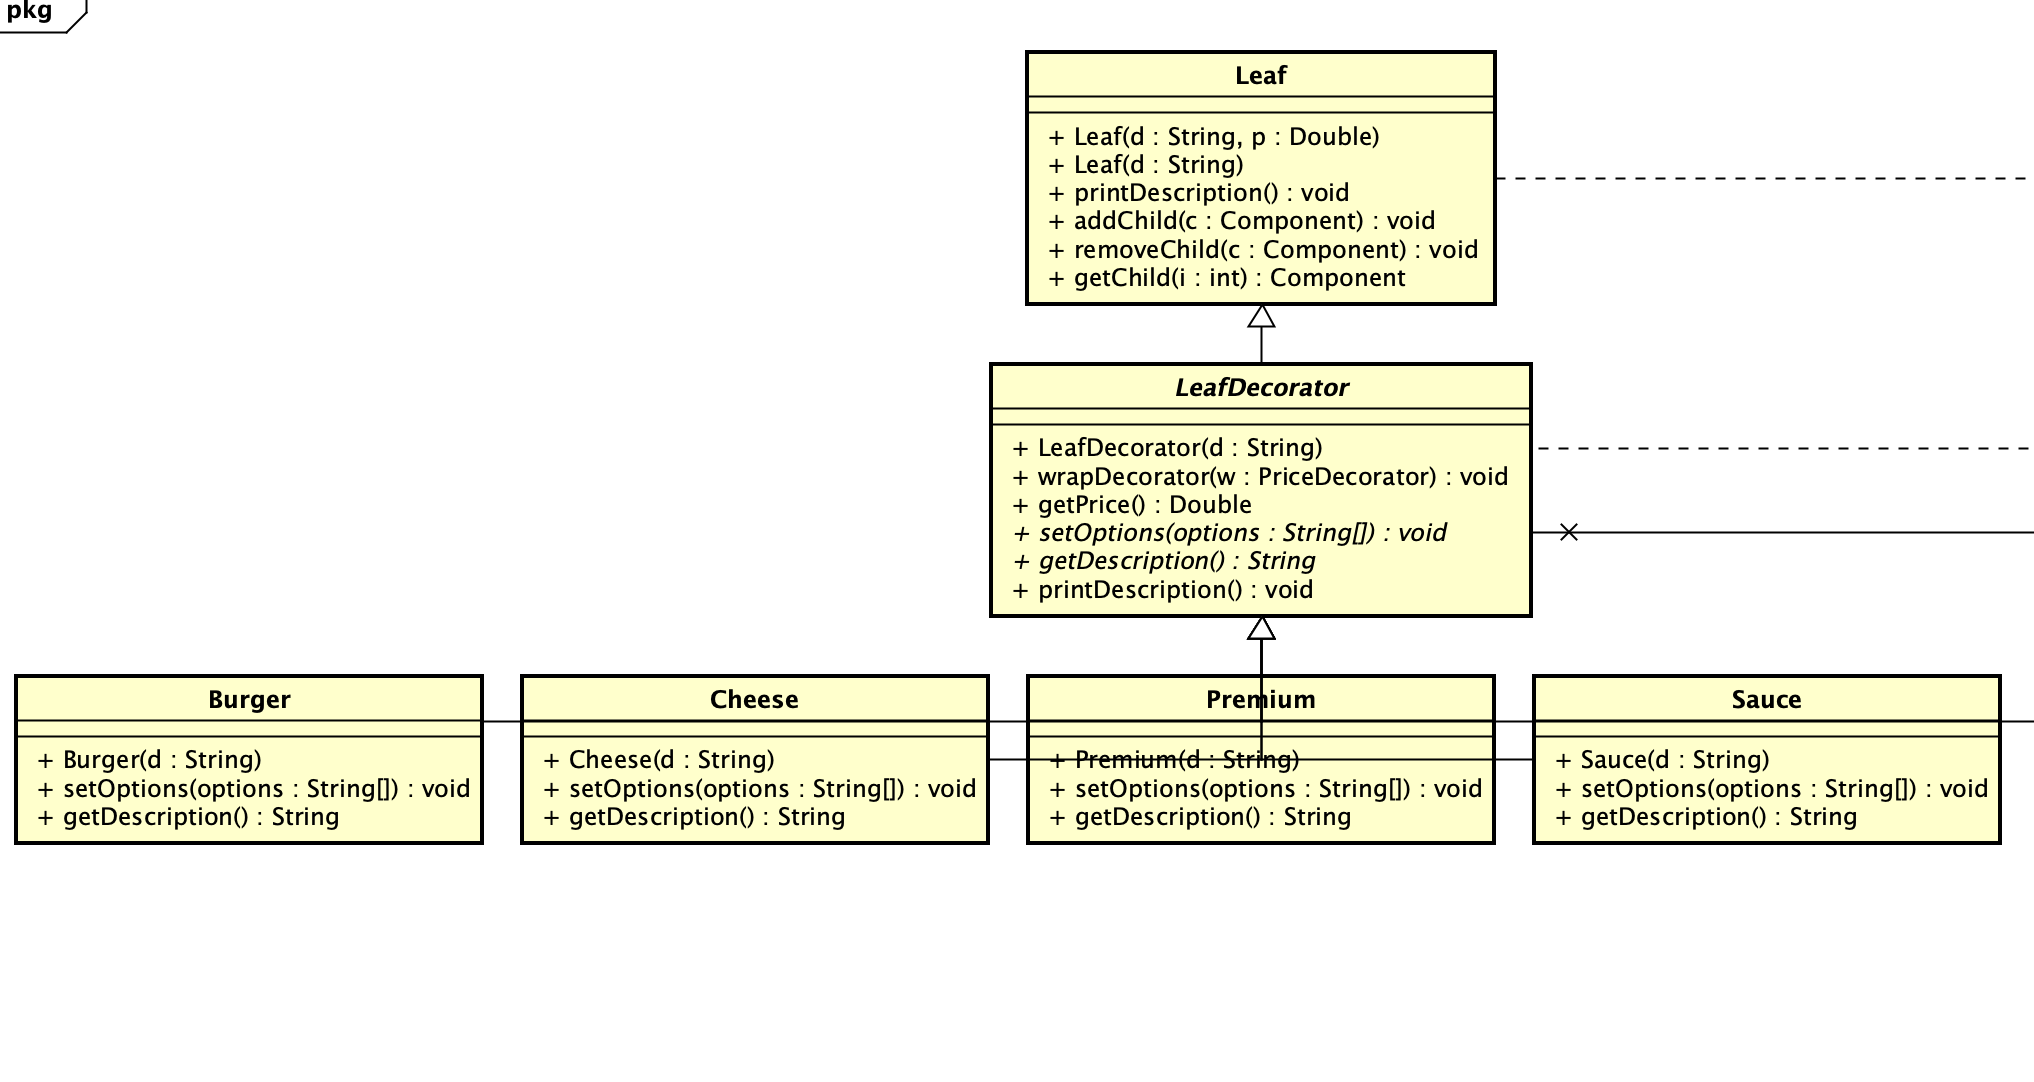 pkg
Leaf
+ Leaf(d : String, p : Double)
+ Leaf(d : String)
+ printDescription() : void
+ addChild(c : Component) : void
+ removeChild(c : Component) : void
+ getChild(i : int) : Component
LeafDecorator
+ LeafDecorator(d : String)
+ wrapDecorator(w : PriceDecorator) : void
+ getPrice() : Double
+ setOptions(options : String[]) : void
+ getDescription() : String
+ printDescription() : void
Burger
+ Burger(d : String)
+ setOptions(options : String[]) : void
+ getDescription() : String
Cheese
+ Cheese(d : String)
+ setOptions(options : String[]) : void
+ getDescription() : String
Premium
+ Premium(d : String)
+ setOptions(options : String[]) : void
+ getDescription() : String
Sauce
+ Sauce(d : String)
+ setOptions(options : String[]) : void
+ getDescription() : String